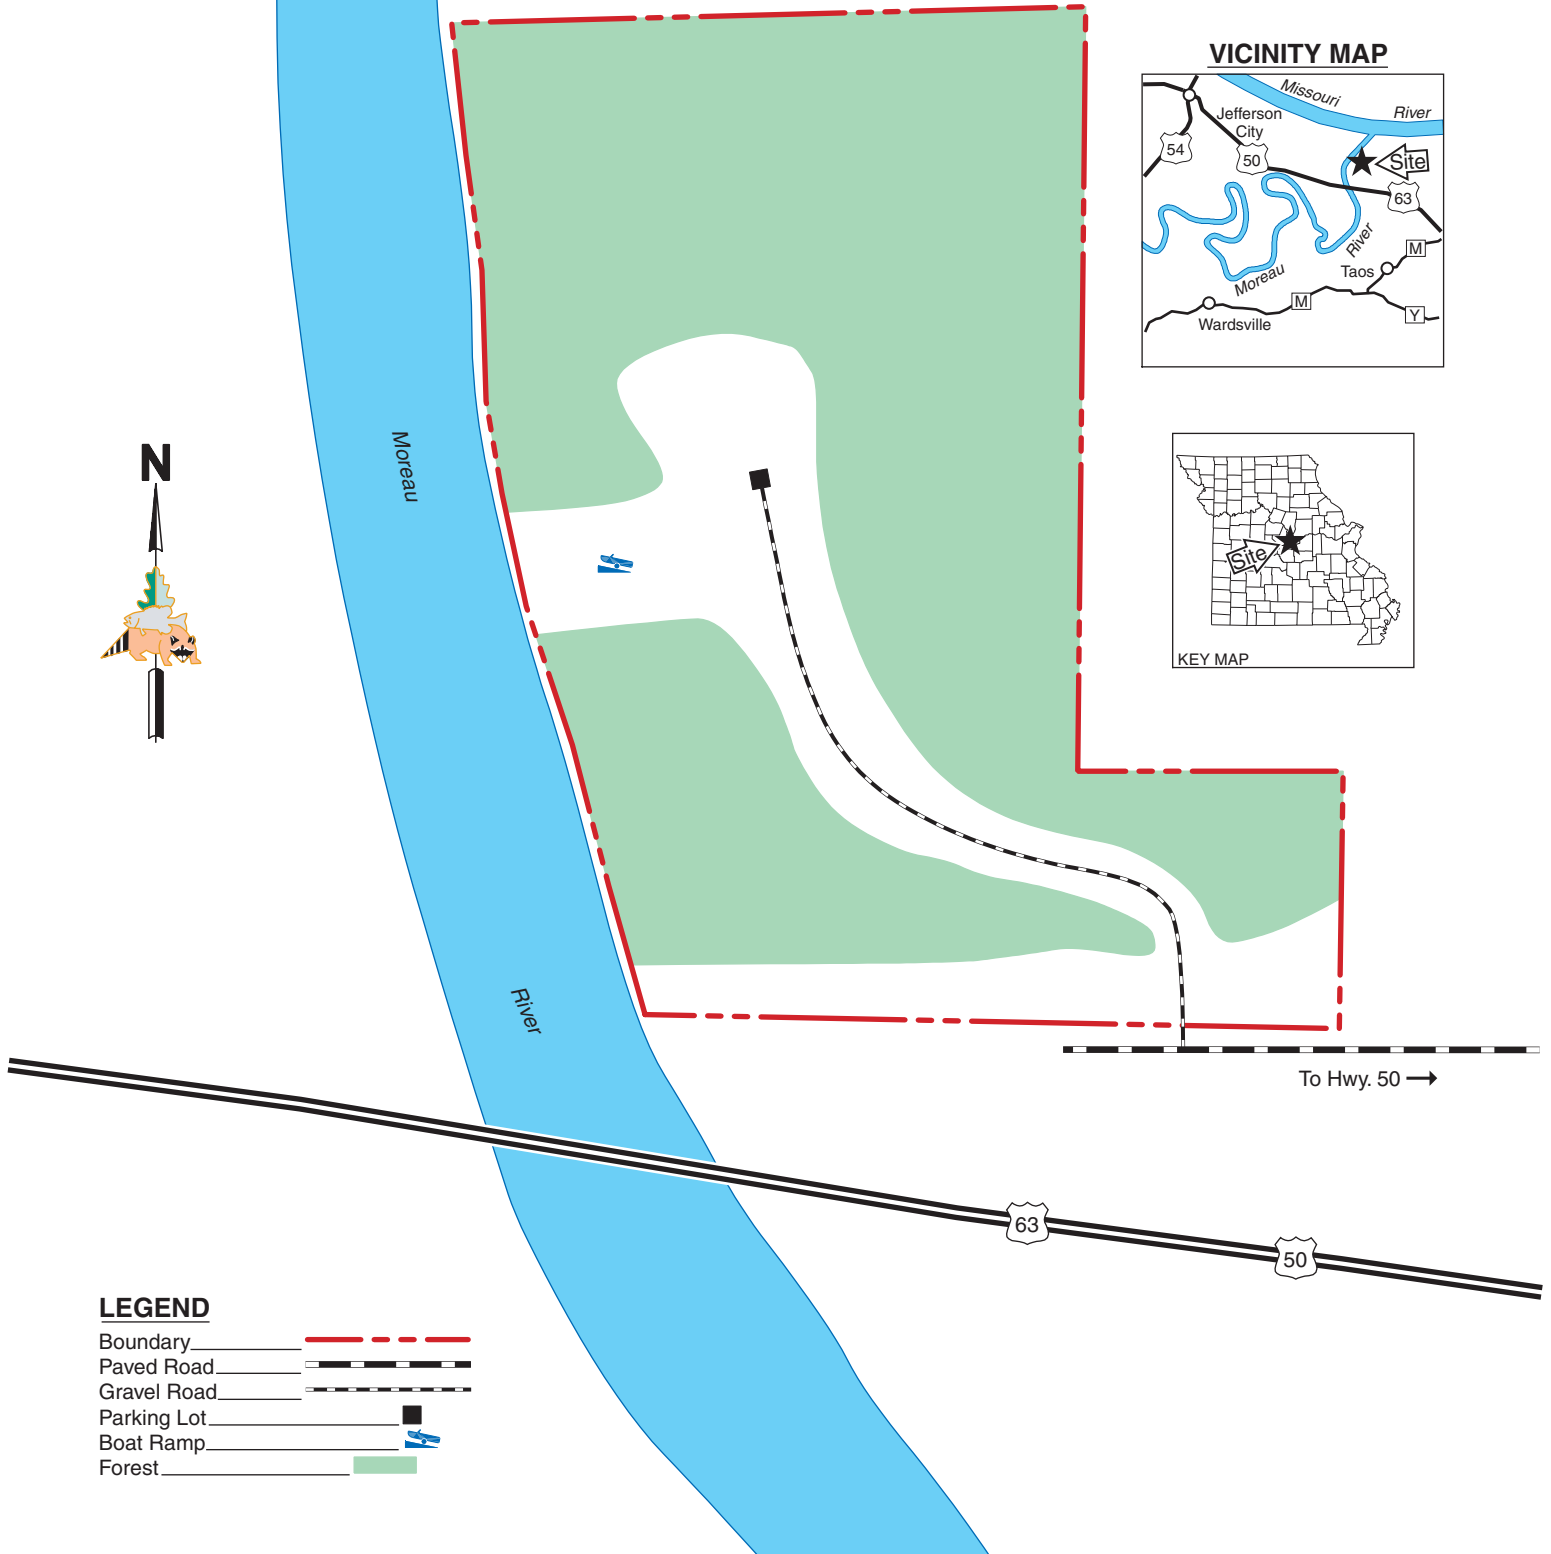 VICINITY MAP
Missouri
River
Jefferson
City
54
50
Site
63
River
M
Taos
Moreau
M
Y
Wardsville
N
Moreau
Site
KEY MAP
River
To Hwy. 50
63
50
LEGEND
Boundary
Paved Road
Gravel Road
Parking Lot
Boat Ramp
Forest